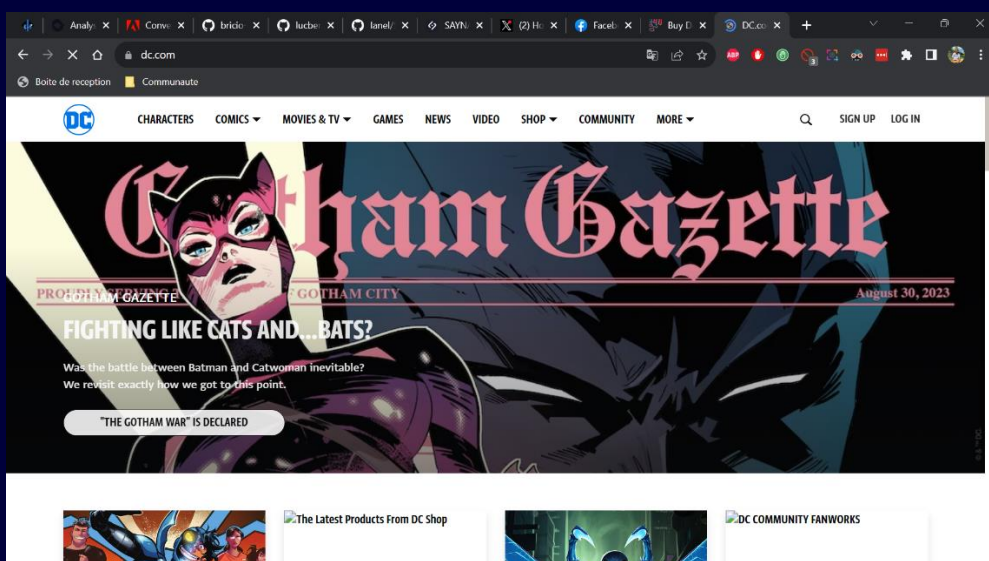 Analy
Conve
bricio
lucbe
lanel/
SAYN
(2) Ho
Faceb
Buy D
DC.co
dc.com
3
ABP
Boite de reception
Communaute
DC
CHARACTERS
COMICS
MOVIES & TV
GAMES
NEWS
VIDEO
SHOP
COMMUNITY
MORE
SIGN UP
LOG IN
Gotham Gazette
PROUDLY SERVING
GOTHAM CITY
August 30, 2023
GOTHAM GAZETTE
FIGHTING LIKE CATS AND...BATS?
Was the battle between Batman and Catwoman inevitable?
We revisit exactly how we got to this point.
"THE GOTHAM WAR" IS DECLARED
The Latest Products From DC Shop
DC COMMUNITY FANWORKS